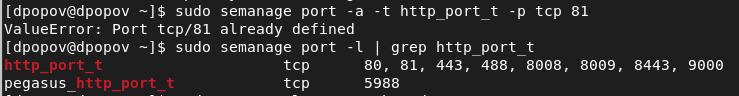 [dpopov@dpopov ~]$ sudo semanage port -a -t http_port_t -p tcp 81
ValueError: Port tcp/81 already defined
[dpopov@dpopov ~]$ sudo semanage port -l | grep http_port_t
http_port_t                    tcp      80, 81, 443, 488, 8008, 8009, 8443, 9000
pegasus_http_port_t            tcp      5988